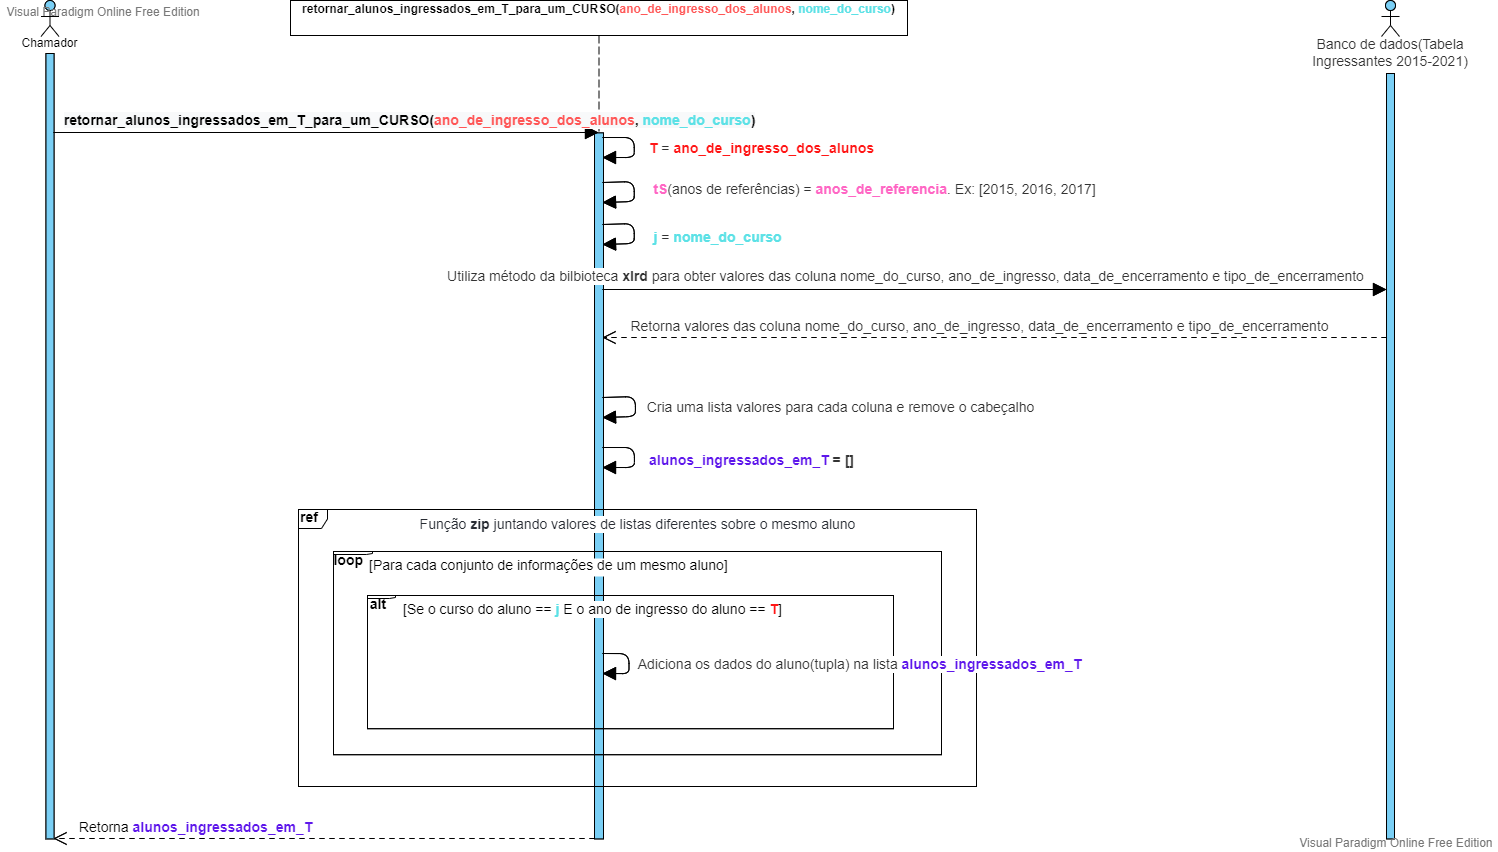 Visual Paradigm Online Free Edition
retornar_alunos_ingressados_em_T_para_um_CURSO(ano_de_ingresso_dos_alunos, nome_do_curso)
Chamador
Banco de dados(Tabela
Ingressantes 2015-2021)
retornar_alunos_ingressados_em_T_para_um_CURSO(ano_de_ingresso_dos_alunos, nome_do_curso)
T = ano_de_ingresso_dos_alunos
tS(anos de referências) = anos_de_referencia. Ex: [2015, 2016, 2017]
j = nome_do_curso
Utiliza método da bilbioteca xlrd para obter valores das coluna nome_do_curso, ano_de_ingresso, data_de_encerramento e tipo_de_encerramento
Retorna valores das coluna nome_do_curso, ano_de_ingresso, data_de_encerramento e tipo_de_encerramento
Cria uma lista valores para cada coluna e remove o cabeçalho
alunos_ingressados_em_T = []
ref
Função zip juntando valores de listas diferentes sobre o mesmo aluno
loop
[Para cada conjunto de informações de um mesmo aluno]
alt
[Se o curso do aluno == j E o ano de ingresso do aluno == T]
Adiciona os dados do aluno(tupla) na lista alunos_ingressados_em_T
Retorna alunos_ingressados_em_T
Visual Paradigm Online Free Edition